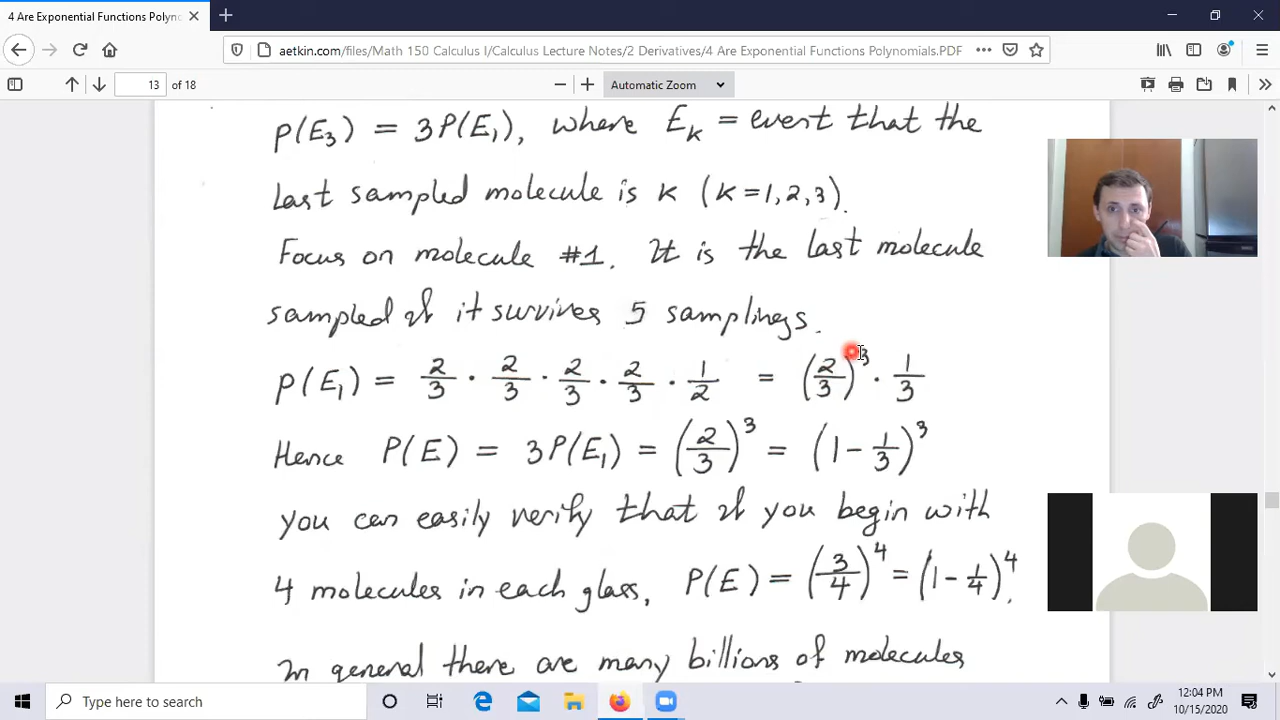 4 Are Exponential Functions Polync
aetkin.com/files/Math 150 Calculus I/Calculus Lecture Notes/2 Derivatives/4 Are Exponential Functions Polynomials.PDF
13 of 18
Automatic Zoom
P(E₃) = 3P(E₁), where Eₖ = event that the
last sampled molecule is k (k=1,2,3).
Focus on molecule #1. It is the last molecule
sampled if it survives 5 samplings.
P(E₁) = 2/3 · 2/3 · 2/3 · 2/3 · 1/2 = (2/3)³ · 1/3
Hence P(E) = 3P(E₁) = (2/3)³ = (1 - 1/3)³
you can easily verify that if you begin with
4 molecules in each glass, P(E) = (3/4)⁴ = (1 - 1/4)⁴.
In general there are many billions of molecules
Type here to search
12:04 PM
10/15/2020